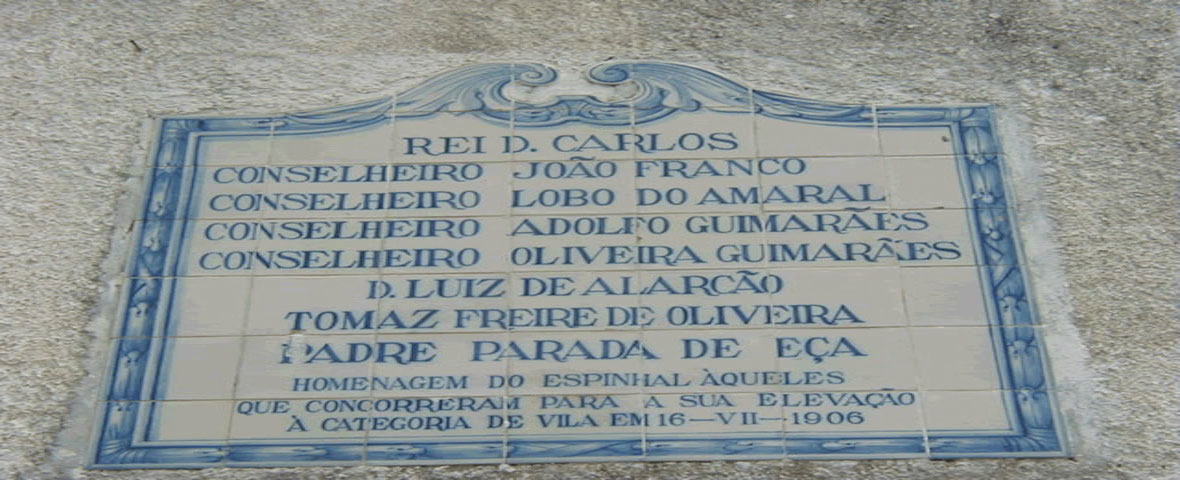 REI D. CARLOS
CONSELHEIRO JOÃO FRANCO
CONSELHEIRO LOBO DO AMARAL
CONSELHEIRO ADOLFO GUIMARÃES
CONSELHEIRO OLIVEIRA GUIMARÃES
D. LUIZ DE ALARCÃO
TOMAZ FREIRE DE OLIVEIRA
PADRE PARADA DE EÇA
HOMENAGEM DO ESPINHAL ÀQUELES
QUE CONCORRERAM PARA A SUA ELEVAÇÃO
À CATEGORIA DE VILA EM 16—VII—1906